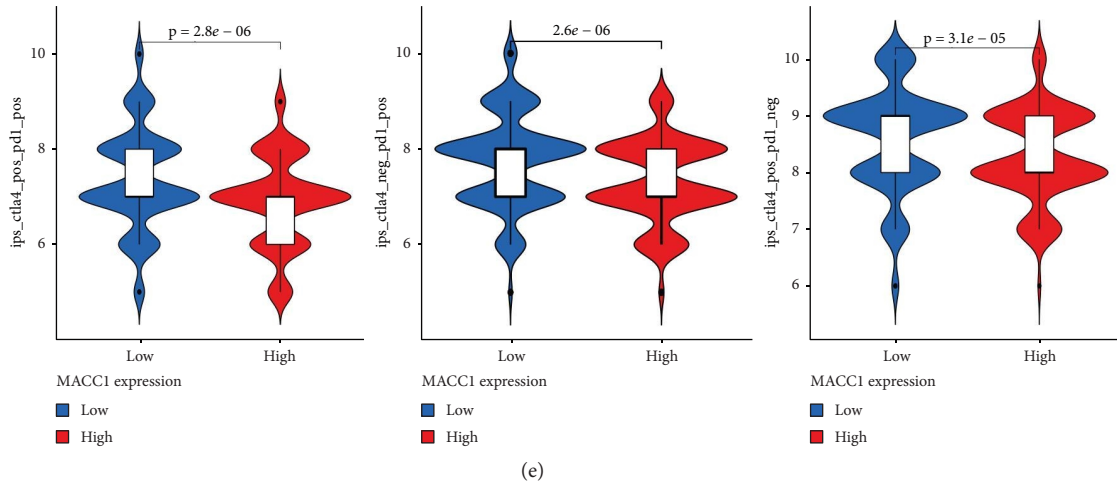 ips_ctla4_pos_pd1_pos
10
8
6
p = 2.8e − 06
Low
High
MACC1 expression
Low
High
ips_ctla4_neg_pd1_pos
10
8
6
2.6e − 06
Low
High
MACC1 expression
Low
High
ips_ctla4_pos_pd1_neg
10
9
8
7
6
p = 3.1e − 05
Low
High
MACC1 expression
Low
High
(e)